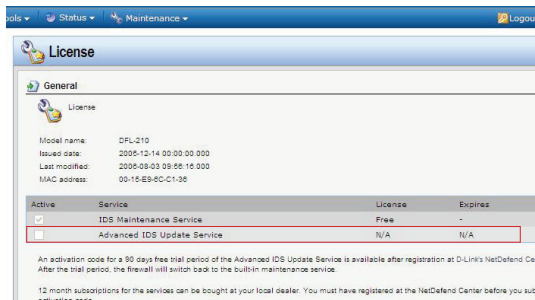 ools Status Maintenance Logou
License
General
License
Model name: DFL-210
Issued date: 2006-12-14 00:00:00.000
Last modified: 2006-08-03 09:56:16.000
MAC address: 00-15-E9-6C-C1-36
Active Service License Expires
IDS Maintenance Service Free -
Advanced IDS Update Service N/A N/A
An activation code for a 90 days free trial period of the Advanced IDS Update Service is available after registration at D-Link's NetDefend Ce
After the trial period, the firewall will switch back to the built-in maintenance service.
12 month subscriptions for the services can be bought at your local dealer. You must have registered at the NetDefend Center before you sub
activation code.